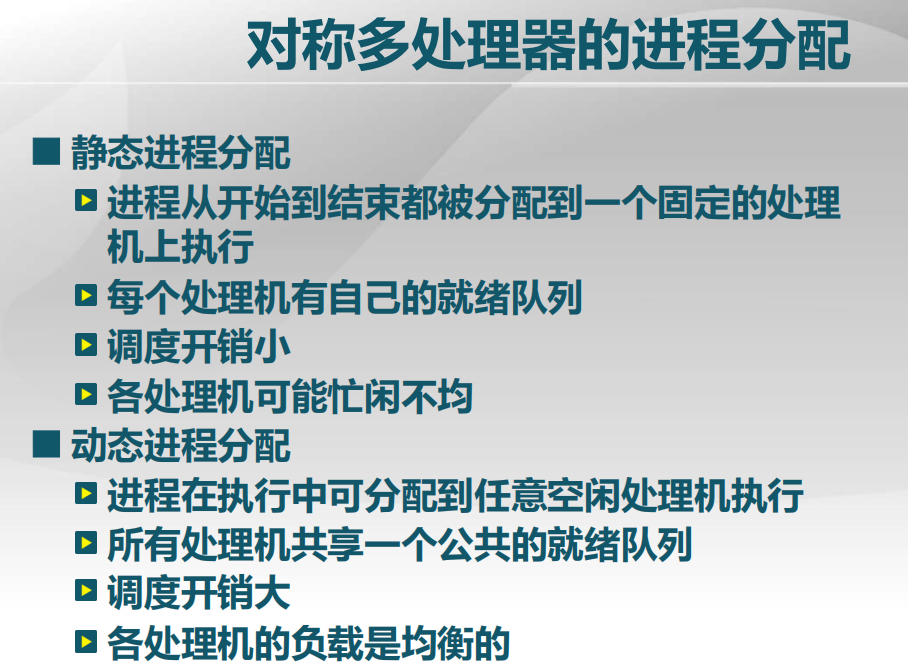 对称多处理器的进程分配
静态进程分配
进程从开始到结束都被分配到一个固定的处理
机上执行
每个处理机有自己的就绪队列
调度开销小
各处理机可能忙闲不均
动态进程分配
进程在执行中可分配到任意空闲处理机执行
所有处理机共享一个公共的就绪队列
调度开销大
各处理机的负载是均衡的